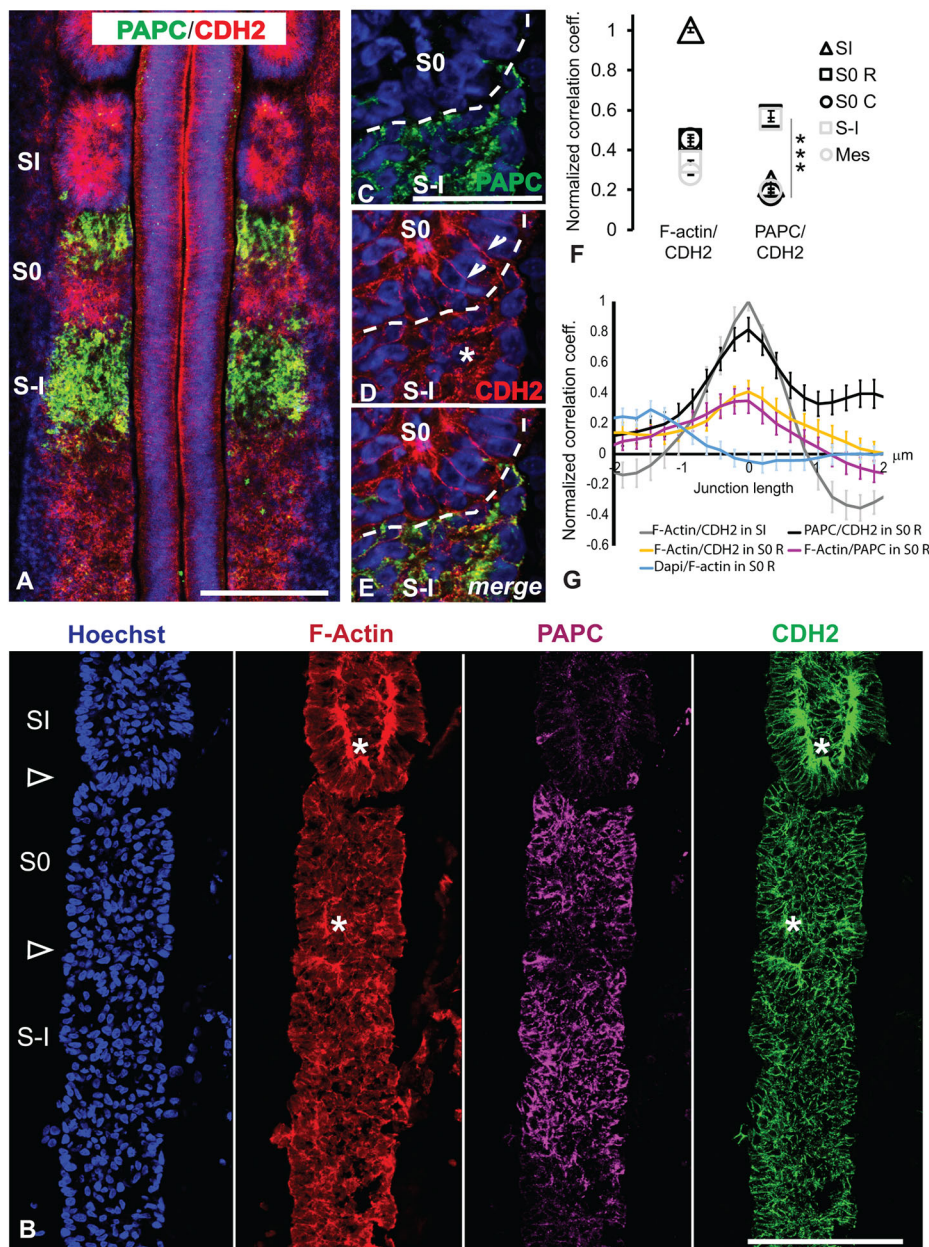 PAPC/CDH2
SI
S0
S-I
A
S0
I
S-I
PAPC
C
S0
I
*
S-I
CDH2
D
S0
I
S-I
merge
E
Normalized correlation coeff.
1
0.8
0.6
0.4
0.2
0
F-actin/
CDH2
PAPC/
CDH2
***
SI
S0 R
S0 C
S-I
Mes
F
Normalized correlation coeff.
1
0.8
0.6
0.4
0.2
0
-0.2
-0.4
-0.6
-2 -1 0 1 2 μm
Junction length
F-Actin/CDH2 in SI
PAPC/CDH2 in S0 R
F-Actin/CDH2 in S0 R
F-Actin/PAPC in S0 R
Dapi/F-actin in S0 R
G
Hoechst F-Actin PAPC CDH2
SI
* *
S0
* *
S-I
B